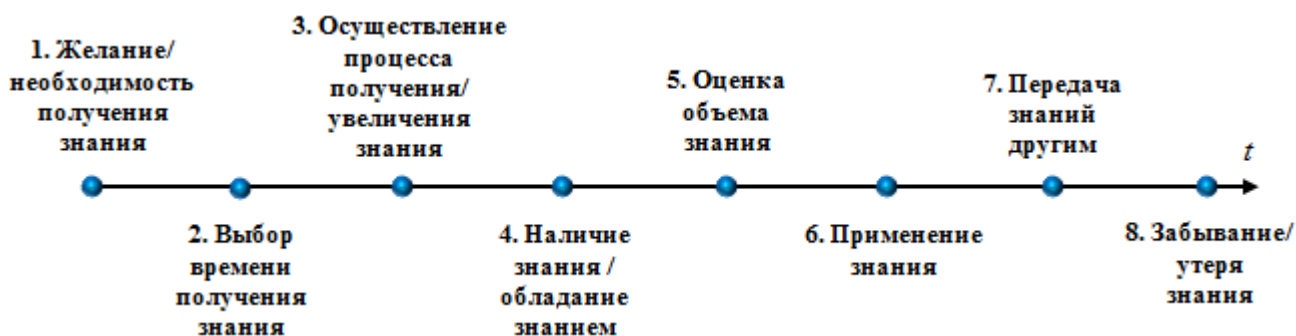 1. Желание/
необходимость
получения
знания
2. Выбор
времени
получения
знания
3. Осуществление
процесса
получения/
увеличения
знания
4. Наличие
знания /
обладание
знанием
5. Оценка
объема
знания
6. Применение
знания
7. Передача
знаний
другим
8. Забывание/
утеря
знания
t